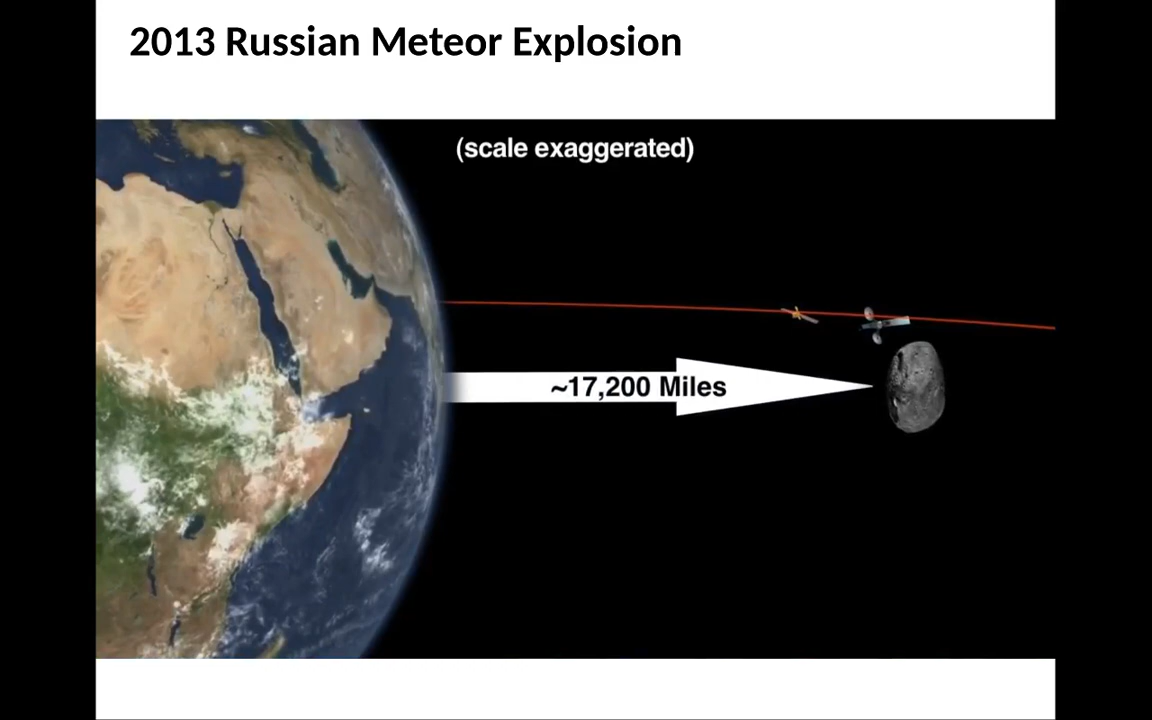 2013 Russian Meteor Explosion
(scale exaggerated)
~17,200 Miles